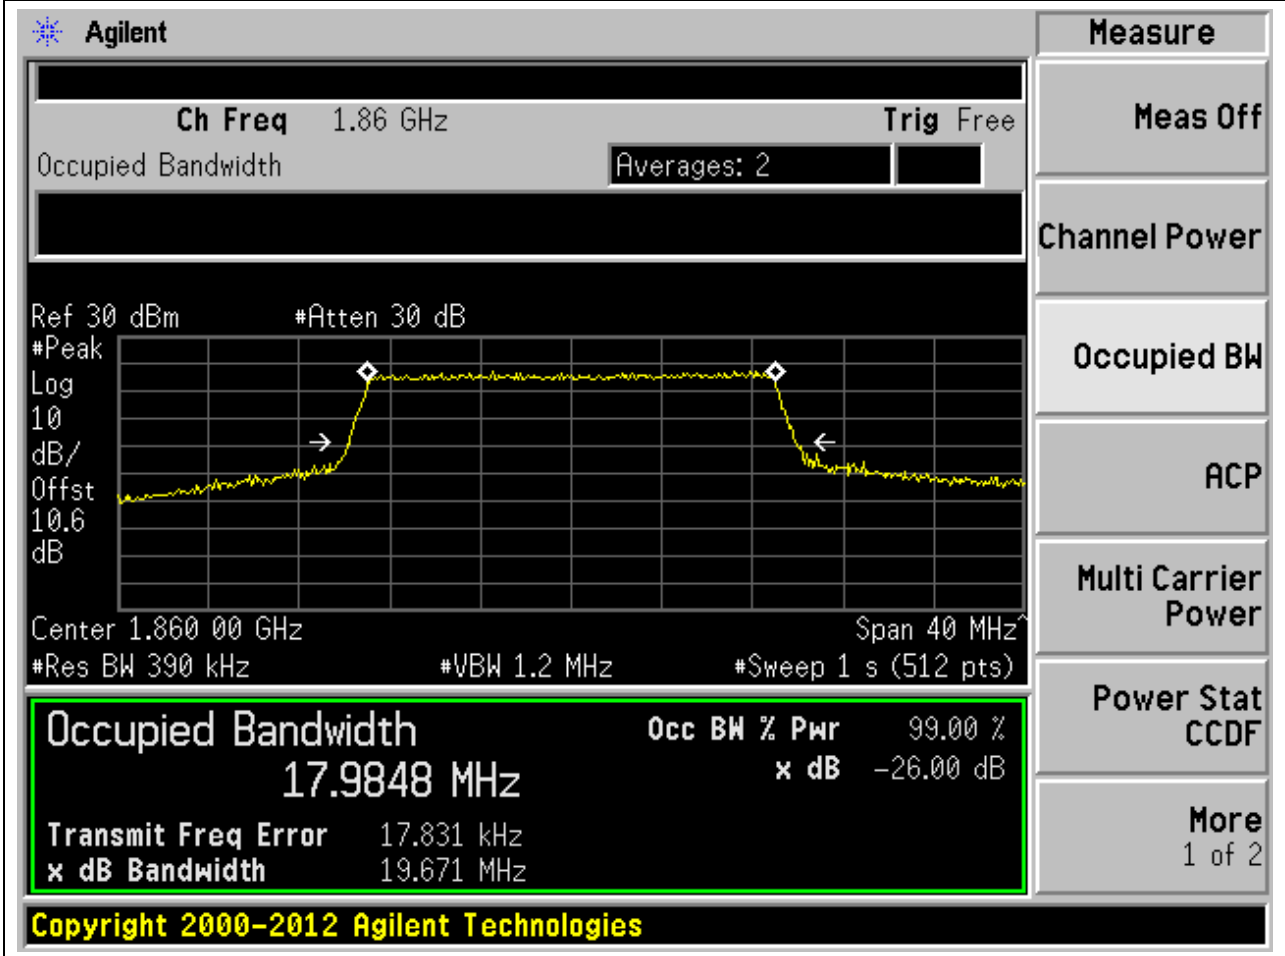 Agilent
Measure
Ch Freq 1.86 GHz Trig Free
Occupied Bandwidth Averages: 2
Meas Off
Channel Power
Occupied BW
ACP
Multi Carrier
Power
Power Stat
CCDF
More
1 of 2
Ref 30 dBm #Atten 30 dB
#Peak
Log
10
dB/
Offst
10.6
dB
Center 1.860 00 GHz Span 40 MHz^
#Res BW 390 kHz #VBW 1.2 MHz #Sweep 1 s (512 pts)
Occupied Bandwidth Occ BW % Pwr 99.00 %
17.9848 MHz x dB -26.00 dB
Transmit Freq Error 17.831 kHz
x dB Bandwidth 19.671 MHz
Copyright 2000-2012 Agilent Technologies